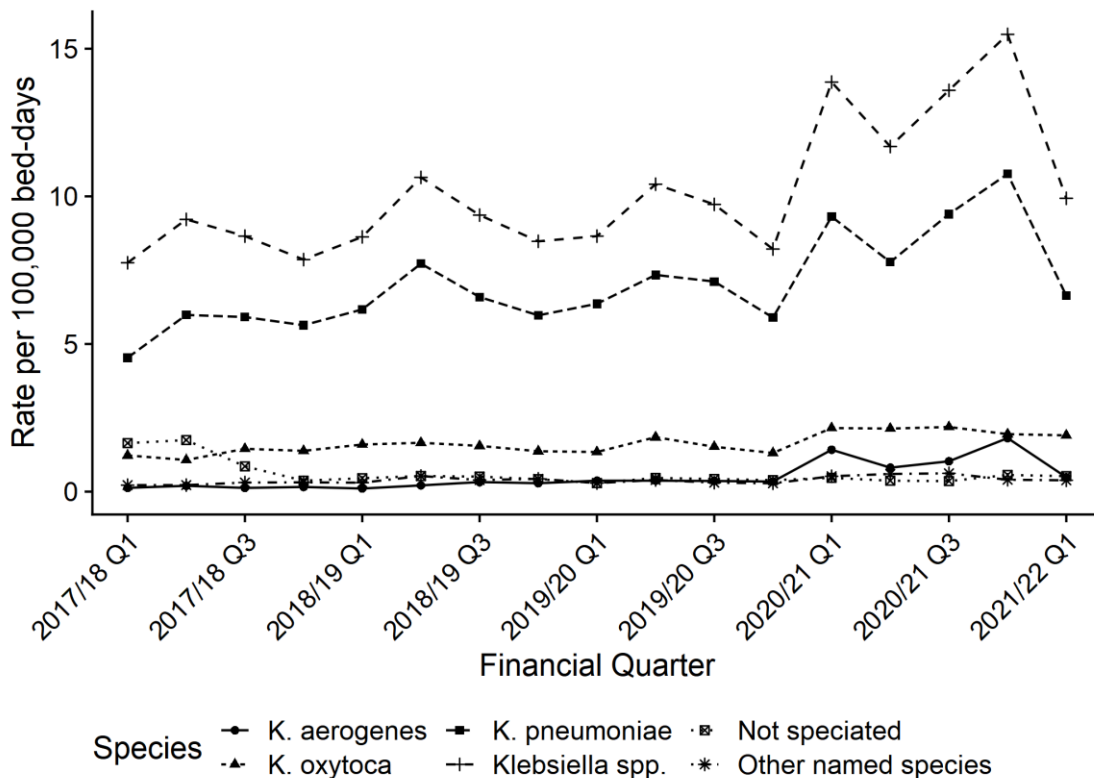 Rate per 100,000 bed-days
15
10
5
0
2017/18 Q1
2017/18 Q3
2018/19 Q1
2018/19 Q3
2019/20 Q1
2019/20 Q3
2020/21 Q1
2020/21 Q3
2021/22 Q1
Financial Quarter
Species
K. aerogenes K. pneumoniae Not speciated
K. oxytoca Klebsiella spp. Other named species